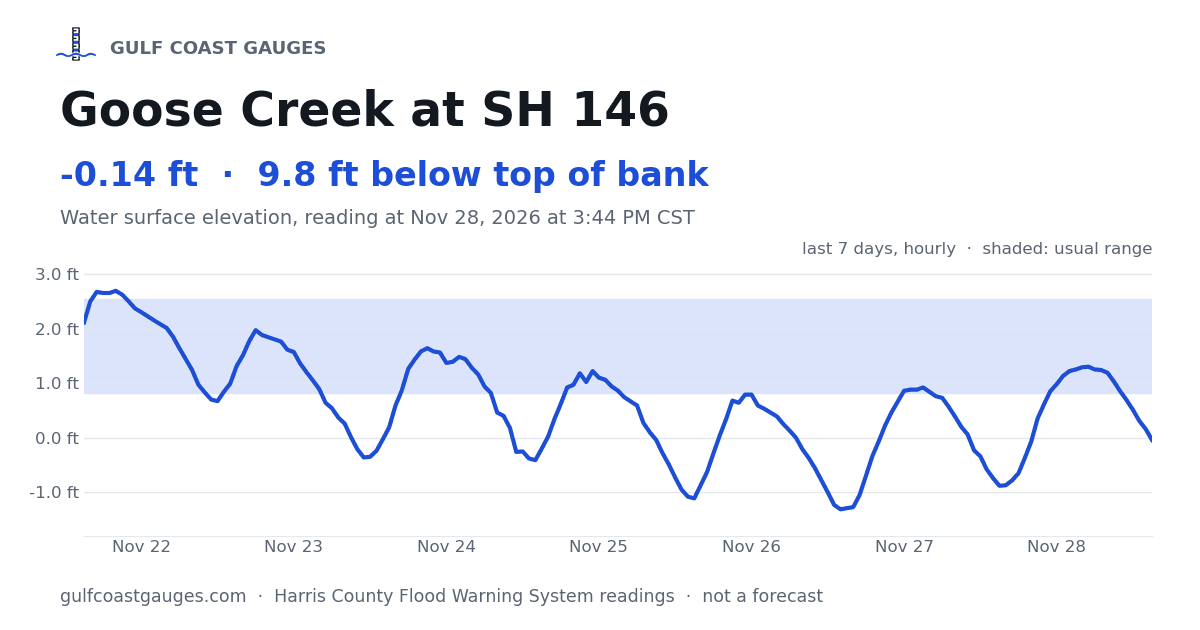 GULF COAST GAUGES
Goose Creek at SH 146
-0.14 ft · 9.8 ft below top of bank
Water surface elevation, reading at Nov 28, 2026 at 3:44 PM CST
last 7 days, hourly · shaded: usual range
3.0 ft
2.0 ft
1.0 ft
0.0 ft
-1.0 ft
Nov 22 Nov 23 Nov 24 Nov 25 Nov 26 Nov 27 Nov 28
gulfcoastgauges.com · Harris County Flood Warning System readings · not a forecast